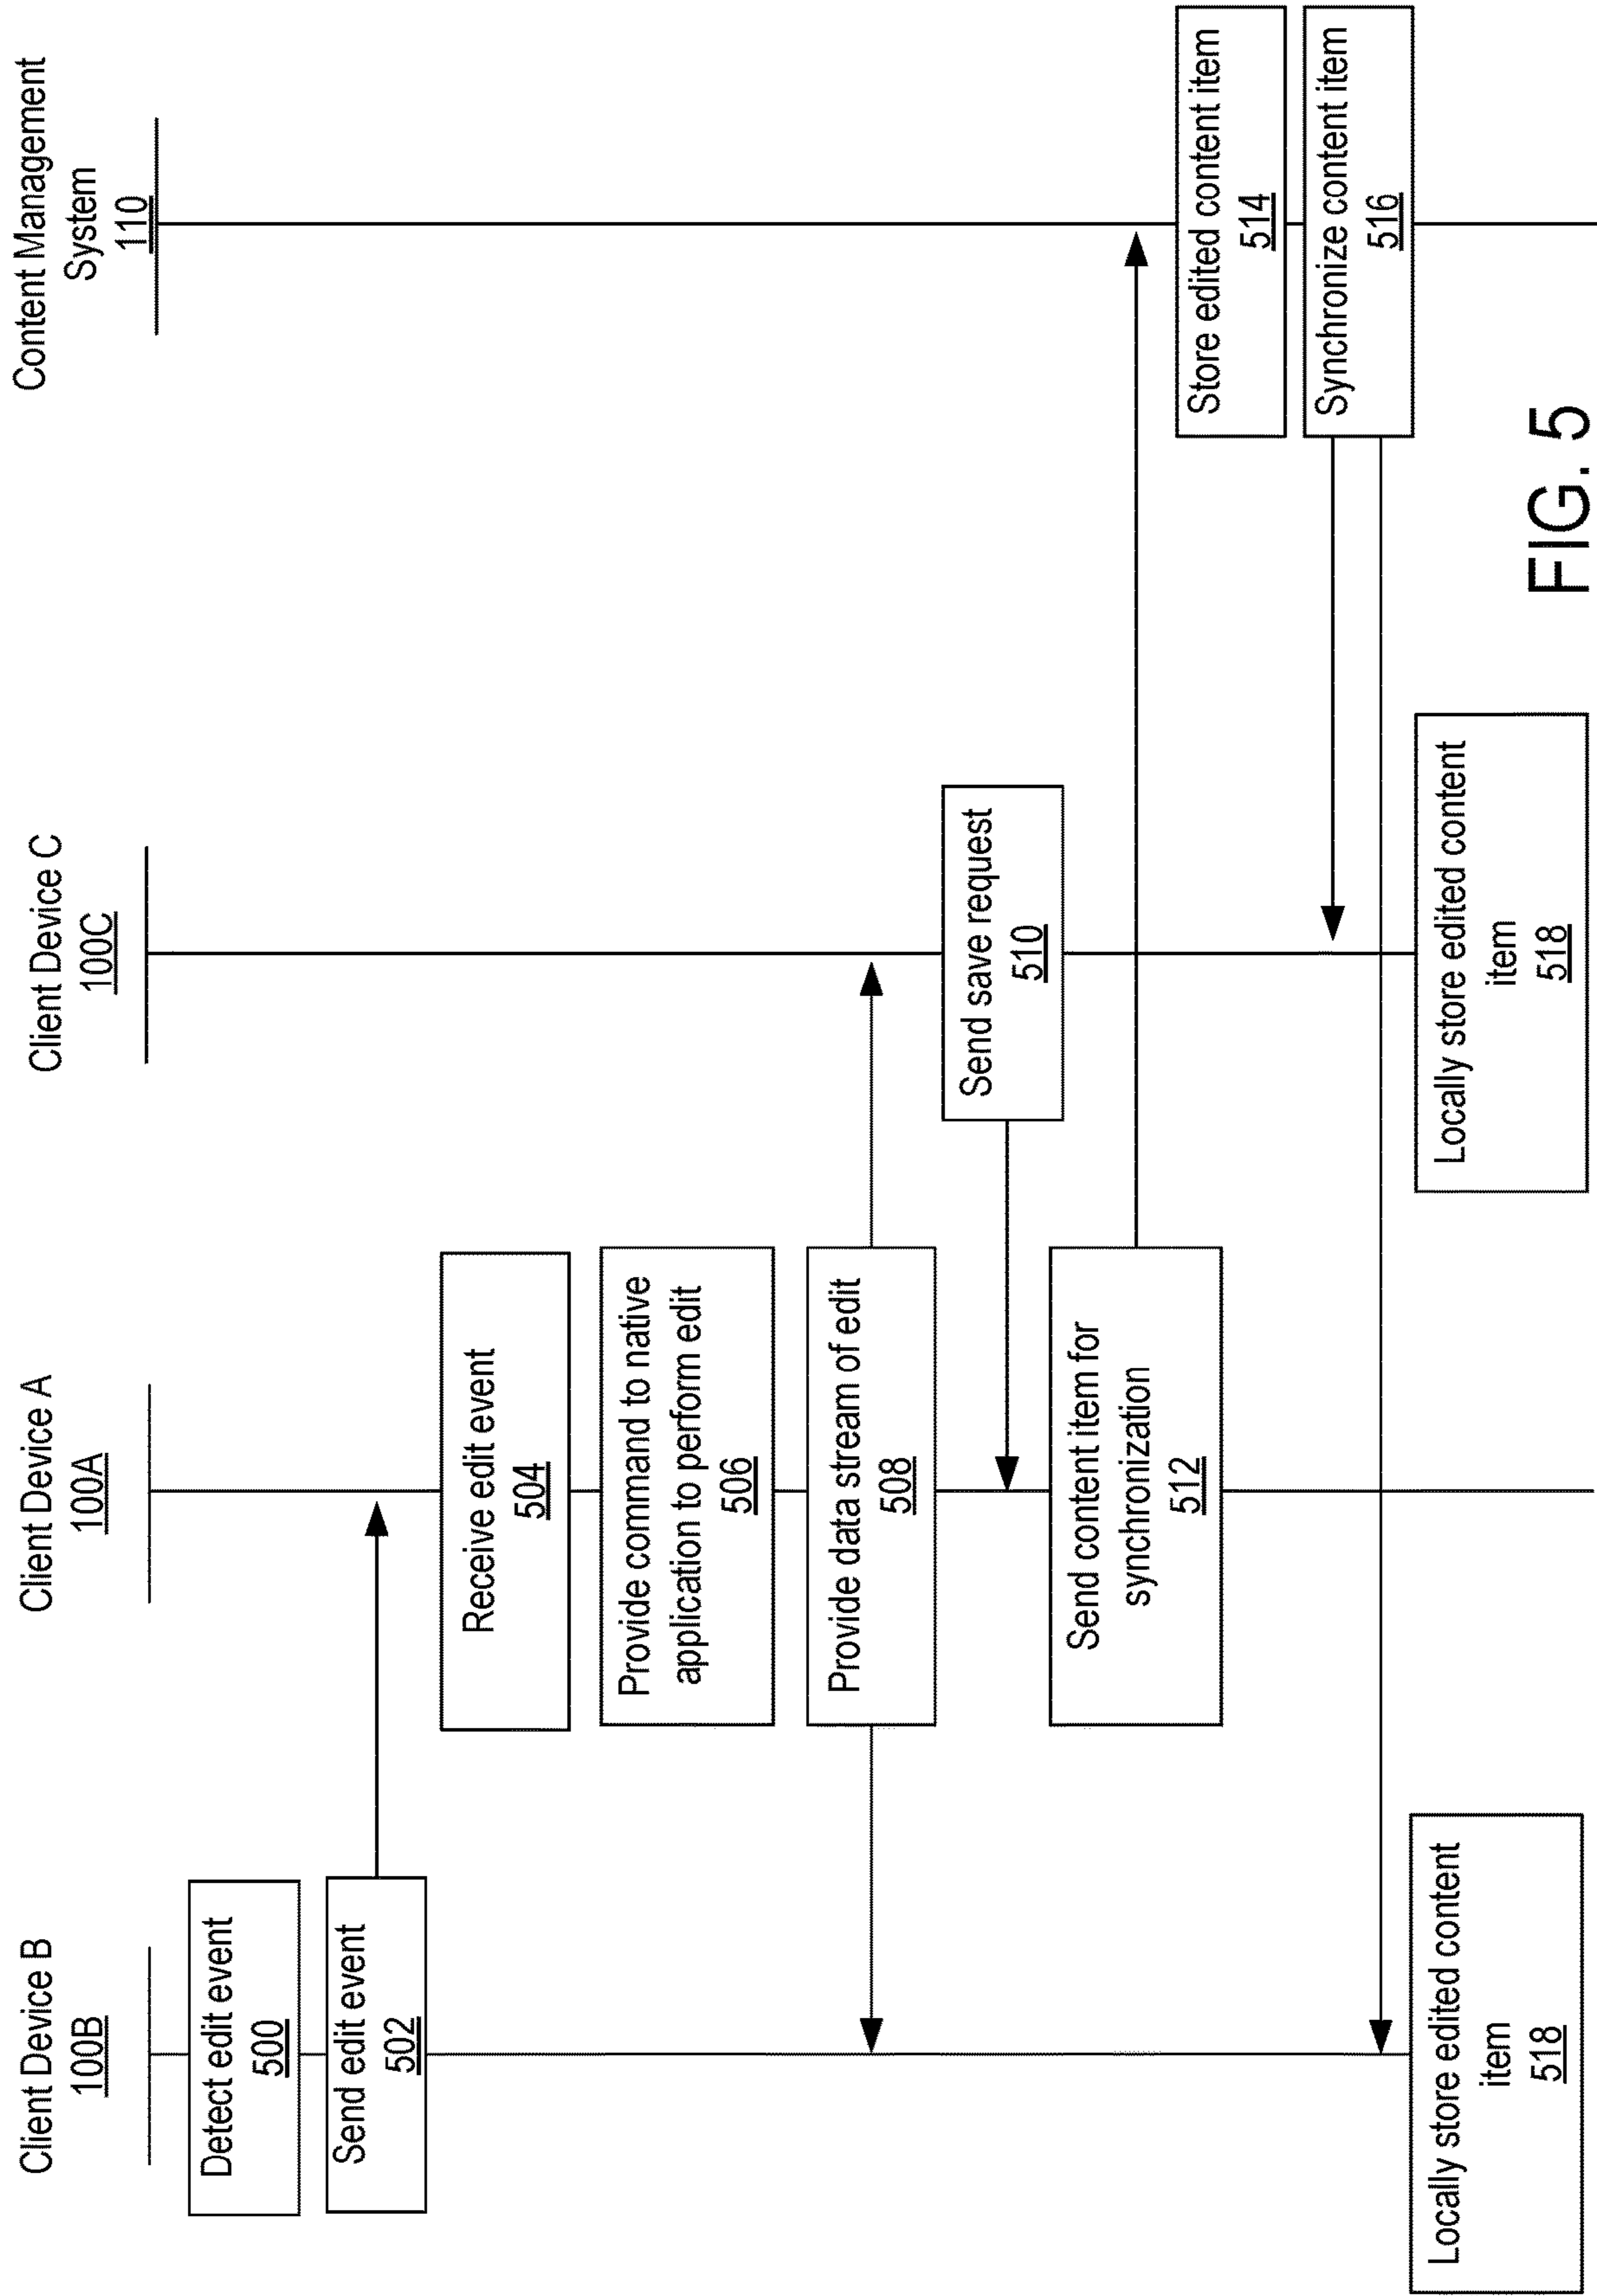 Client Device B
100B
Client Device A
100A
Client Device C
100C
Content Management
System
110
Detect edit event
500
Send edit event
502
Receive edit event
504
Provide command to native
application to perform edit
506
Provide data stream of edit
508
Send save request
510
Send content item for
synchronization
512
Store edited content item
514
Synchronize content item
516
Locally store edited content
item
518
Locally store edited content
item
518
FIG. 5